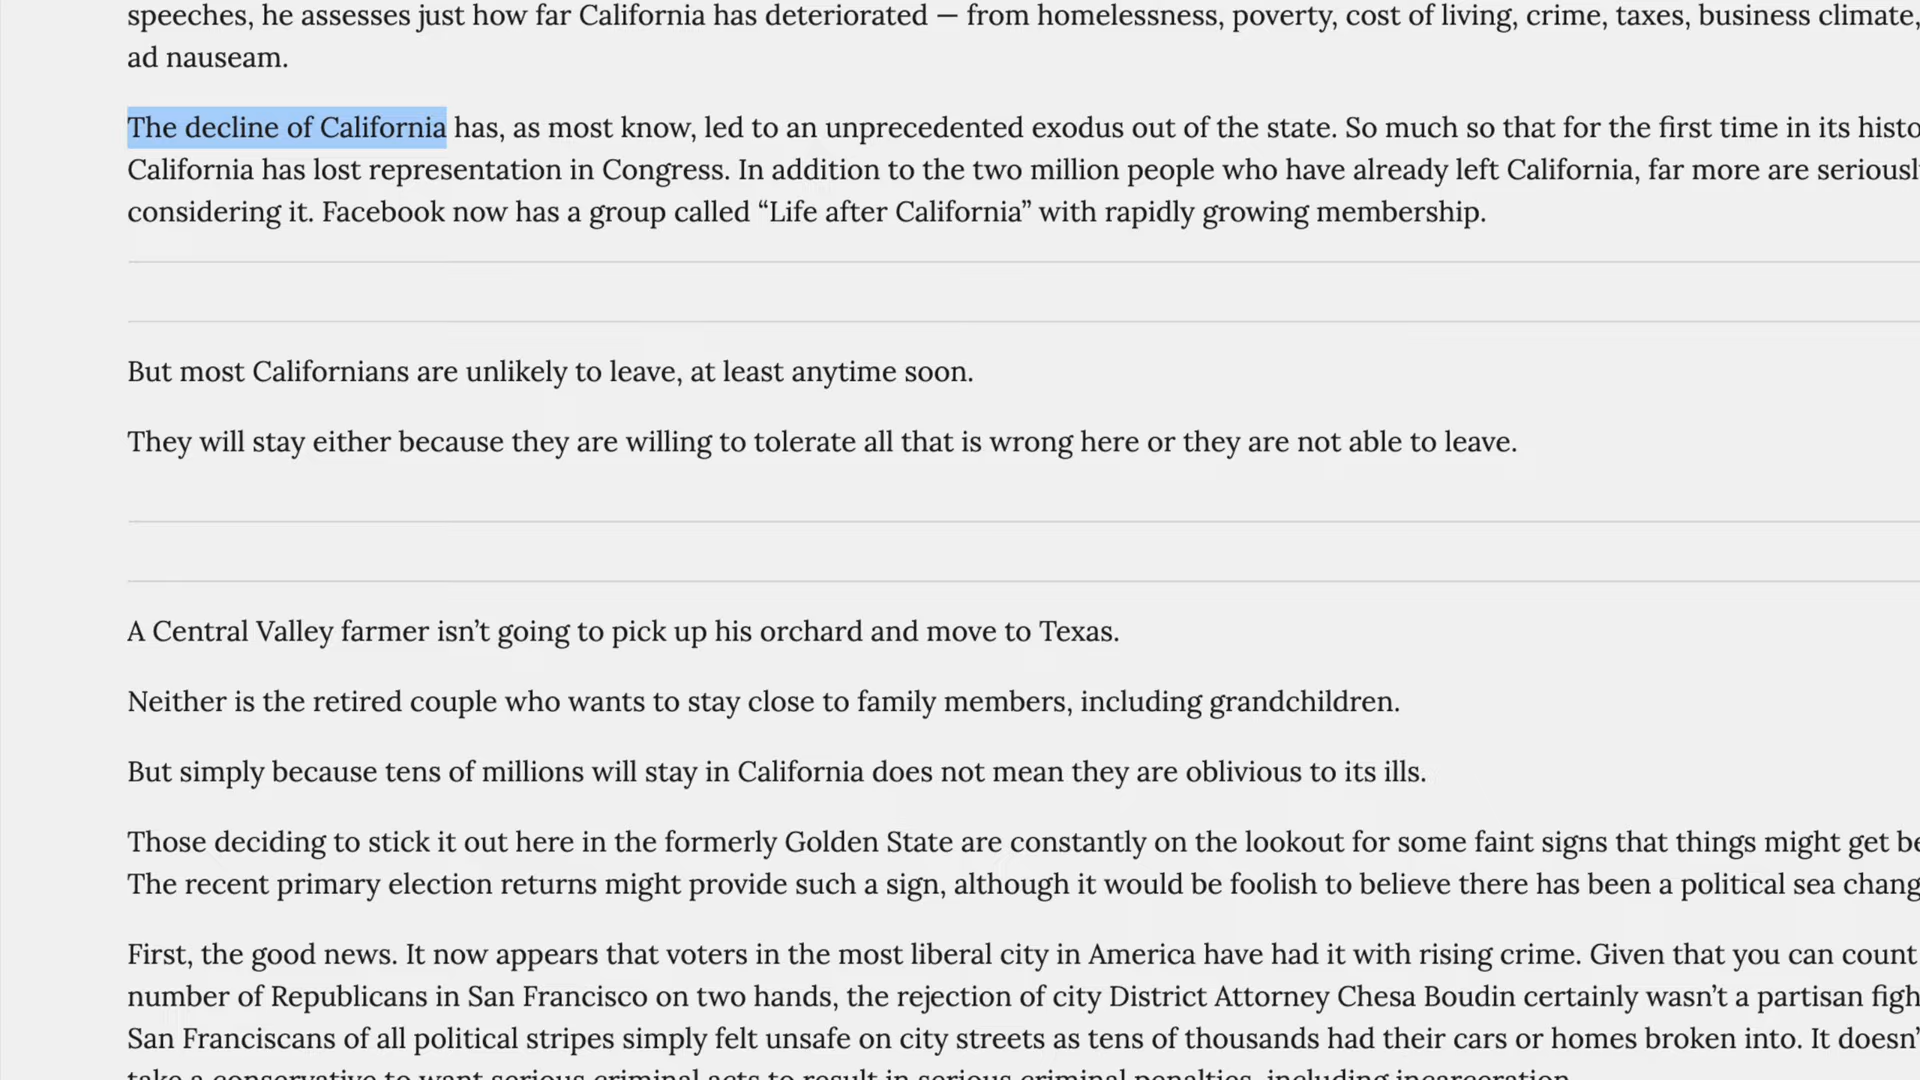 speeches, he assesses just how far California has deteriorated — from homelessness, poverty, cost of living, crime, taxes, business climate,
ad nauseam.
The decline of California has, as most know, led to an unprecedented exodus out of the state. So much so that for the first time in its histo
California has lost representation in Congress. In addition to the two million people who have already left California, far more are seriousl
considering it. Facebook now has a group called “Life after California” with rapidly growing membership.
But most Californians are unlikely to leave, at least anytime soon.
They will stay either because they are willing to tolerate all that is wrong here or they are not able to leave.
A Central Valley farmer isn’t going to pick up his orchard and move to Texas.
Neither is the retired couple who wants to stay close to family members, including grandchildren.
But simply because tens of millions will stay in California does not mean they are oblivious to its ills.
Those deciding to stick it out here in the formerly Golden State are constantly on the lookout for some faint signs that things might get be
The recent primary election returns might provide such a sign, although it would be foolish to believe there has been a political sea chang
First, the good news. It now appears that voters in the most liberal city in America have had it with rising crime. Given that you can count
number of Republicans in San Francisco on two hands, the rejection of city District Attorney Chesa Boudin certainly wasn’t a partisan figh
San Franciscans of all political stripes simply felt unsafe on city streets as tens of thousands had their cars or homes broken into. It doesn’
take a conservative to want serious criminal acts to result in serious criminal penalties, including incarceration.